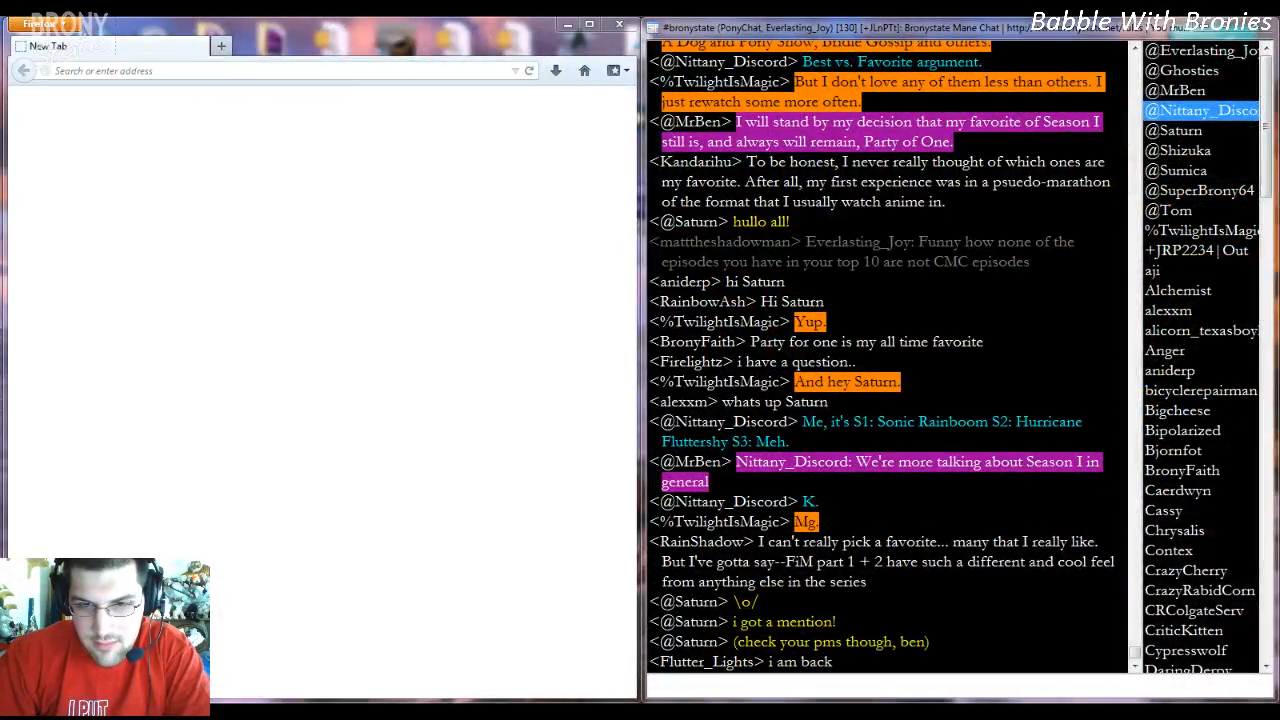 BRONY
Babble With Bronies
Firefox
#bronystate (PonyChat, Everlasting_Joy) [130] [+JLnPTt]: Bronystate Mane Chat | http://
New Tab
Search or enter address
A Dog and Pony Show, Bridle Gossip and others.
<@Nittany_Discord> Best vs. Favorite argument.
<%TwilightIsMagic> But I don't love any of them less than others. I
just rewatch some more often.
<@MrBen> I will stand by my decision that my favorite of Season I
still is, and always will remain, Party of One.
<Kandarihu> To be honest, I never really thought of which ones are
my favorite. After all, my first experience was in a psuedo-marathon
of the format that I usually watch anime in.
<@Saturn> hullo all!
<matttheshadowman> Everlasting_Joy: Funny how none of the
episodes you have in your top 10 are not CMC episodes
<aniderp> hi Saturn
<RainbowAsh> Hi Saturn
<%TwilightIsMagic> Yup.
<BronyFaith> Party for one is my all time favorite
<Firelightz> i have a question..
<%TwilightIsMagic> And hey Saturn.
<alexxm> whats up Saturn
<@Nittany_Discord> Me, it's S1: Sonic Rainboom S2: Hurricane
Fluttershy S3: Meh.
<@MrBen> Nittany_Discord: We're more talking about Season I in
general
<@Nittany_Discord> K.
<%TwilightIsMagic> Mg.
<RainShadow> I can't really pick a favorite... many that I really like.
But I've gotta say--FiM part 1 + 2 have such a different and cool feel
from anything else in the series
<@Saturn> \o/
<@Saturn> i got a mention!
<@Saturn> (check your pms though, ben)
<Flutter_Lights> i am back
@Everlasting_Jo
@Ghosties
@MrBen
@Nittany_Disco
@Saturn
@Shizuka
@Sumica
@SuperBrony64
@Tom
%TwilightIsMagic
+JRP2234|Out
aji
Alchemist
alexxm
alicorn_texasboy
Anger
aniderp
bicyclerepairman
Bigcheese
Bipolarized
Bjornfot
BronyFaith
Caerdwyn
Cassy
Chrysalis
Contex
CrazyCherry
CrazyRabidCorn
CRColgateServ
CriticKitten
Cypresswolf
DaringDerpy
I PUT